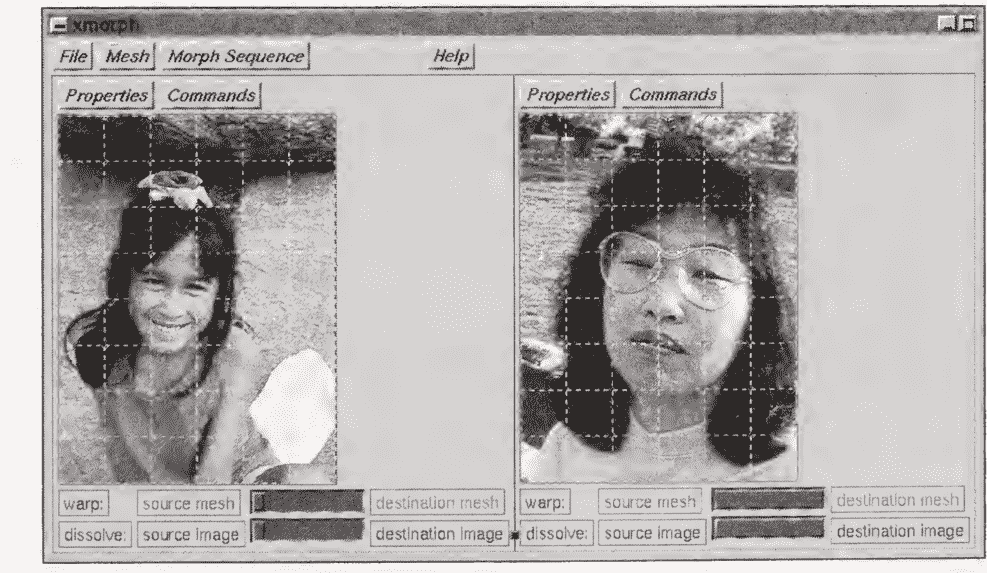 xmorph
File Mesh Morph Sequence Help
Properties Commands Properties Commands
warp: source mesh destination mesh warp: source mesh destination mesh
dissolve: source image destination image dissolve: source image destination image